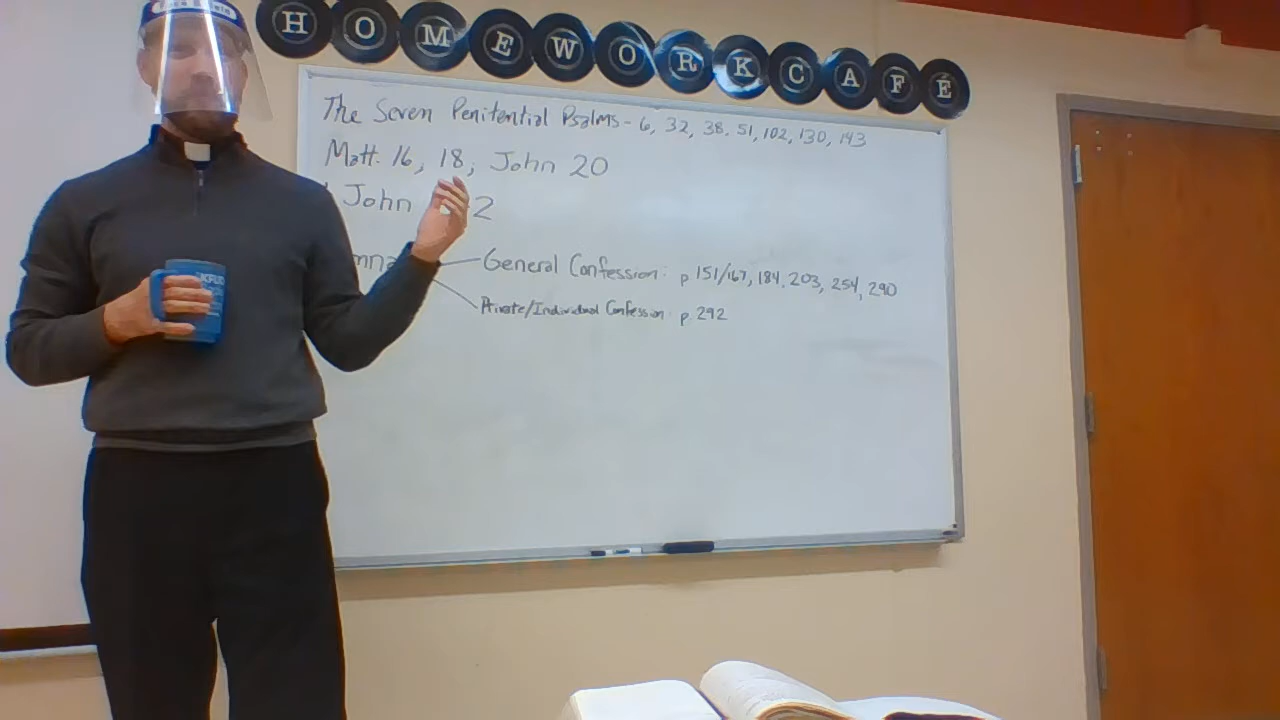 HOMEWORKCAFÉ
The Seven Penitential Psalms - 6, 32, 38, 51, 102, 130, 143
Matt. 16, 18; John 20
John 2
General Confession: p 151/167, 184, 203, 254, 290
Private/Individual Confession: p. 292